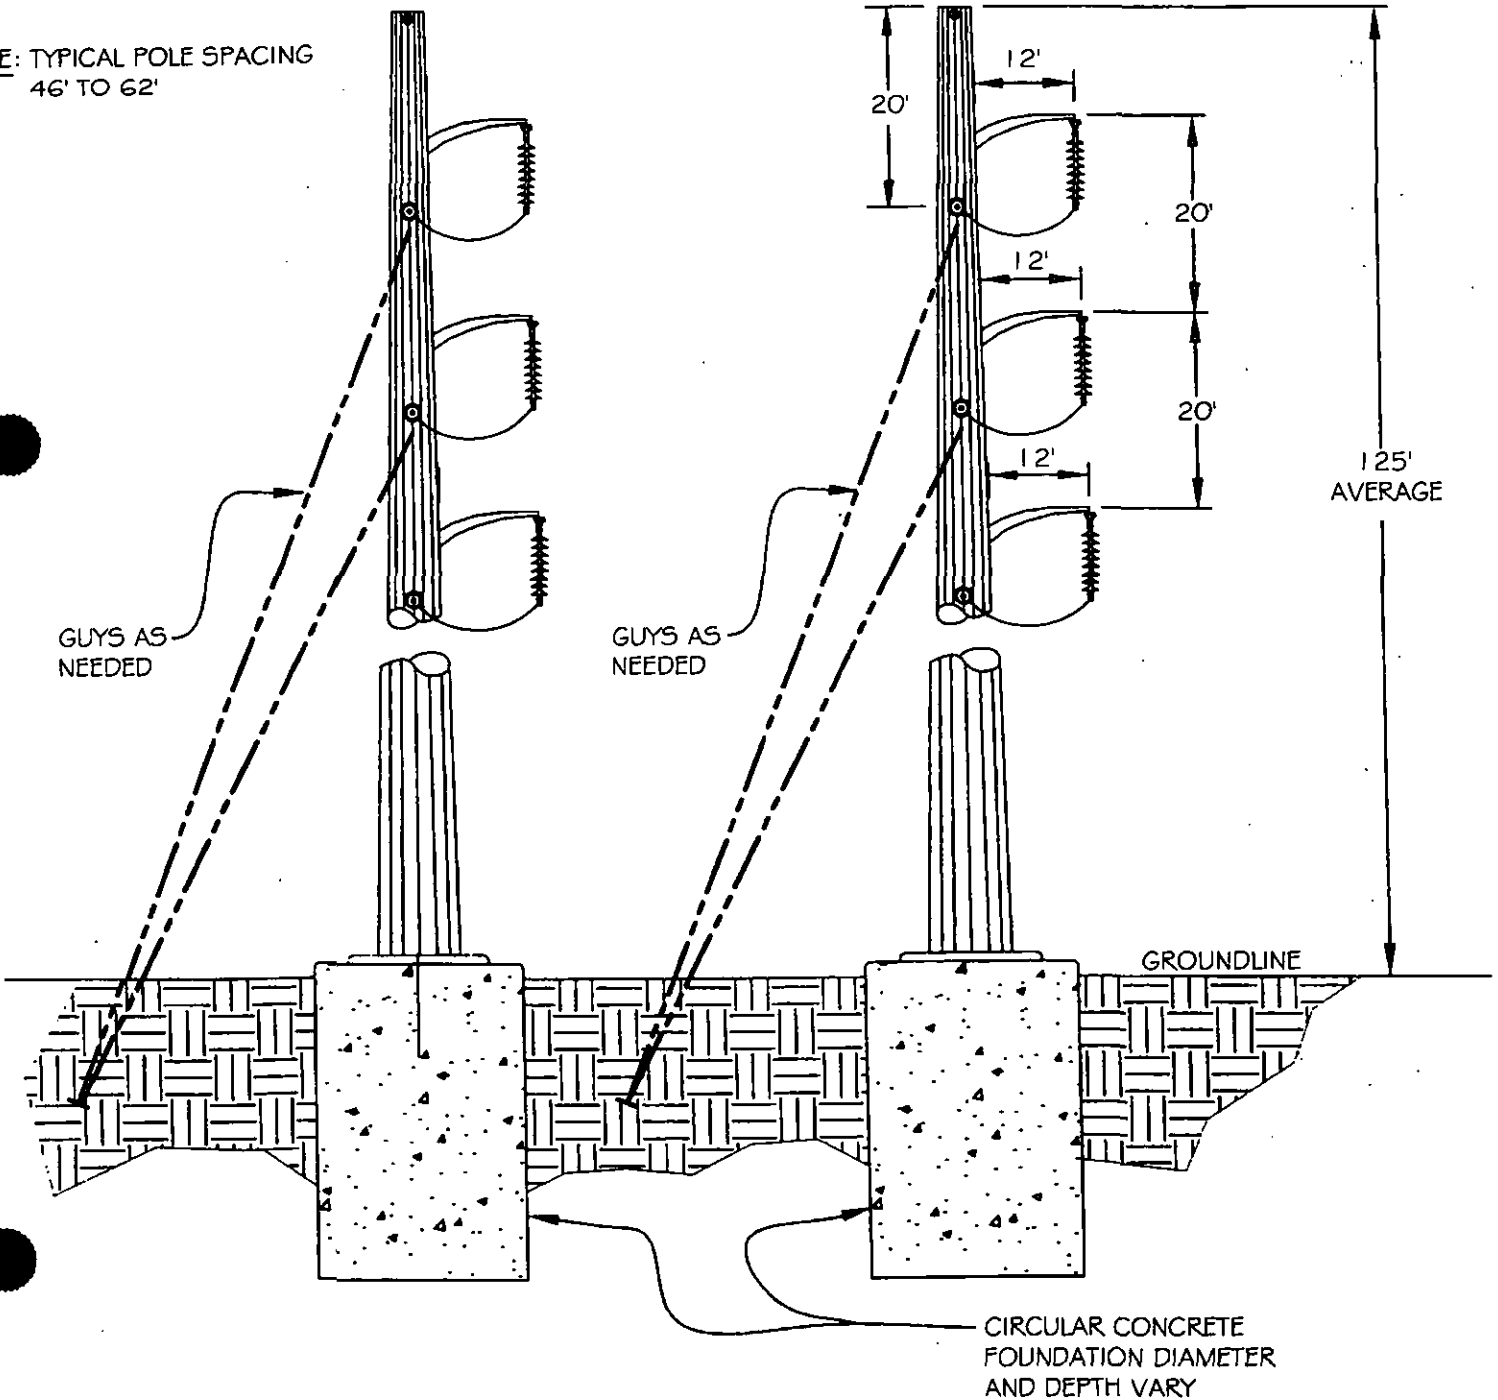 E: TYPICAL POLE SPACING
46' TO 62'
20'
12'
20'
12'
20'
12'
125'
AVERAGE
GUYS AS
NEEDED
GUYS AS
NEEDED
GROUNDLINE
CIRCULAR CONCRETE
FOUNDATION DIAMETER
AND DEPTH VARY